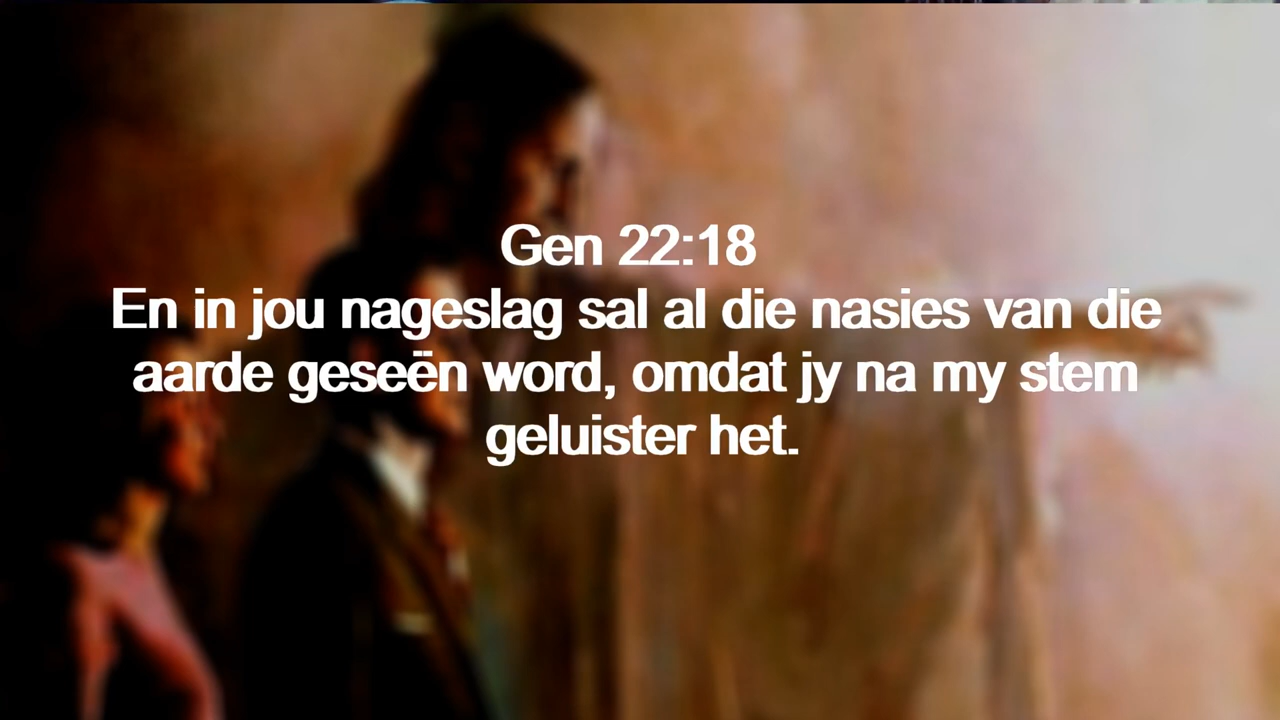 Gen 22:18
En in jou nageslag sal al die nasies van die
aarde geseën word, omdat jy na my stem
geluister het.